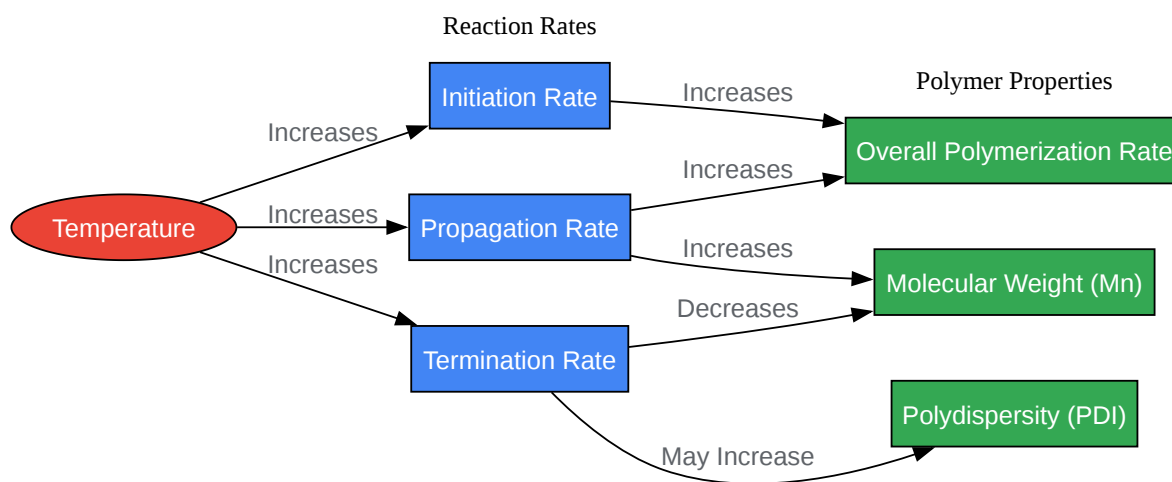 Reaction Rates
Polymer Properties
Initiation Rate
Increases
Overall Polymerization Rate
Increases
Increases
Temperature
Increases
Propagation Rate
Increases
Molecular Weight (Mn)
Increases
Decreases
Termination Rate
Polydispersity (PDI)
May Increase